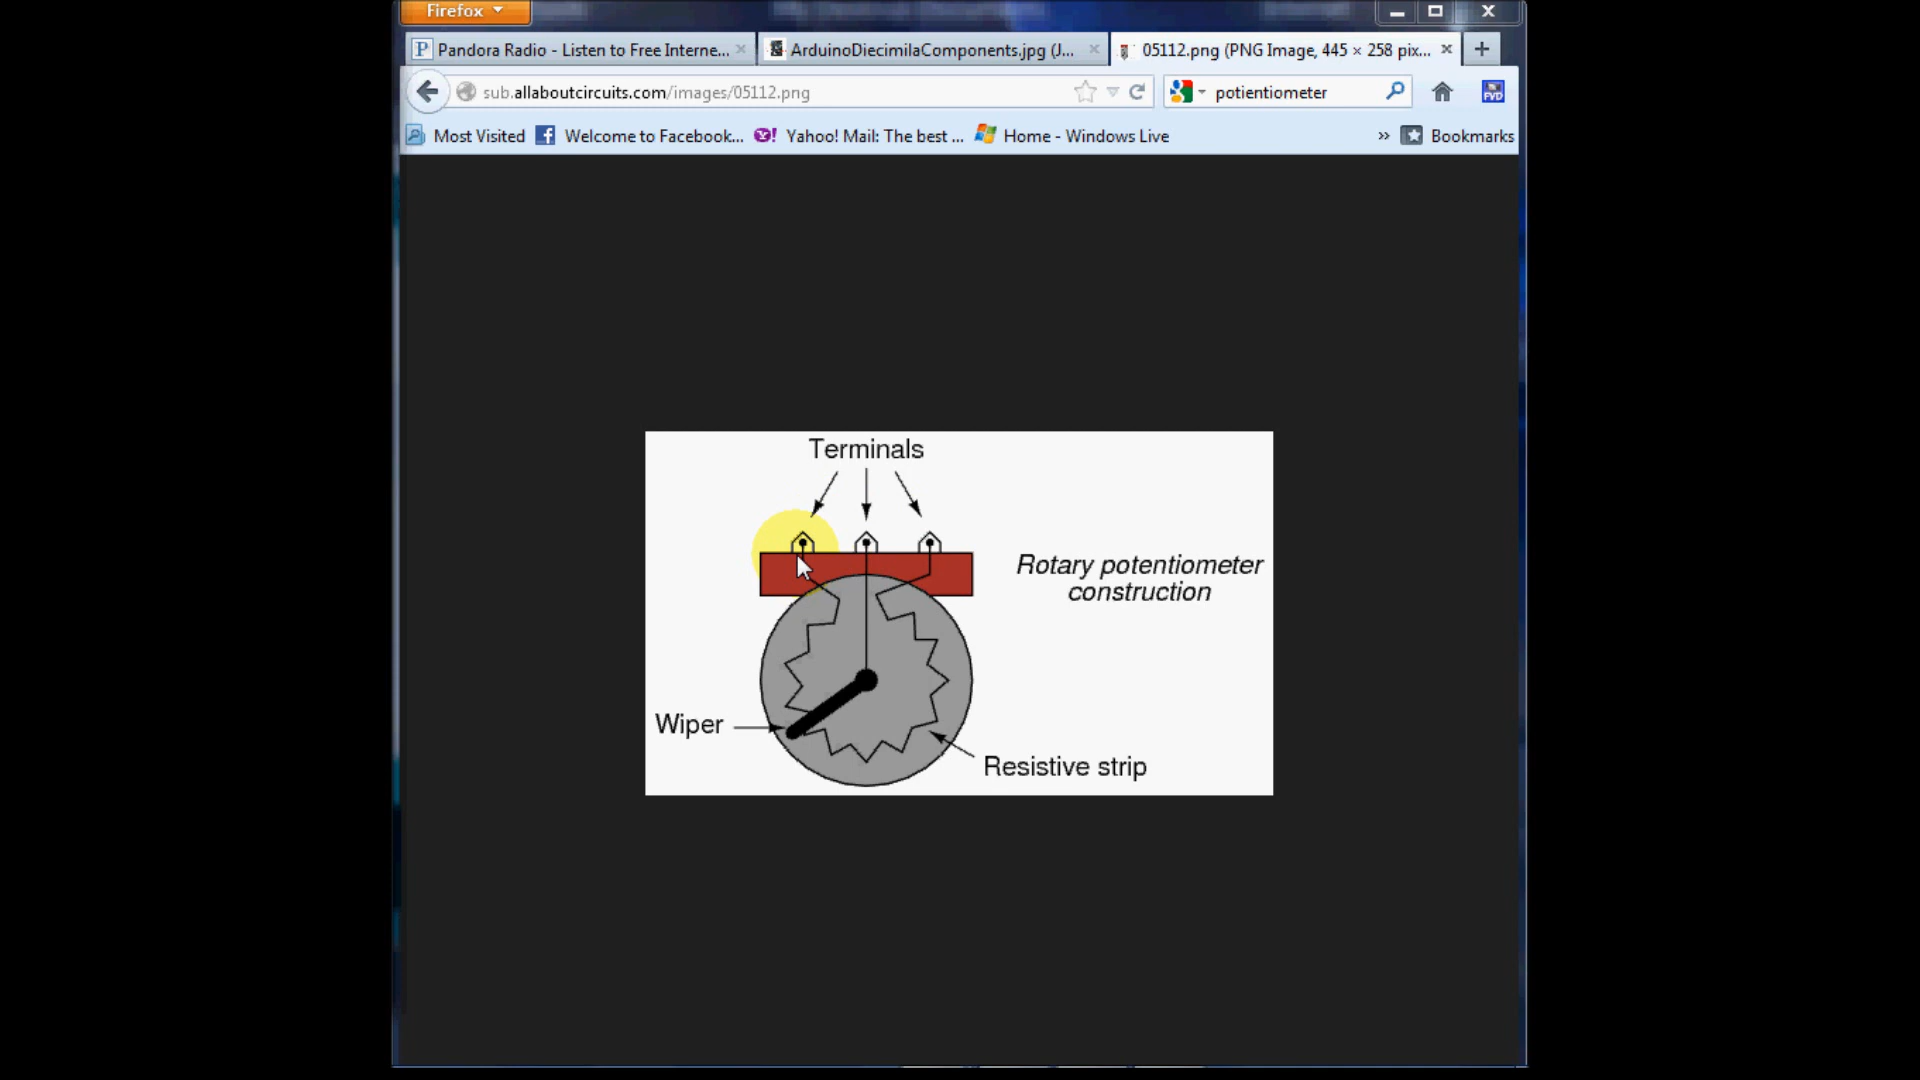 Firefox
Pandora Radio - Listen to Free Interne...
ArduinoDiecimilaComponents.jpg (J...
05112.png (PNG Image, 445 × 258 pix...
sub.allaboutcircuits.com/images/05112.png
potientiometer
FVD
Most Visited
Welcome to Facebook...
Yahoo! Mail: The best ...
Home - Windows Live
Bookmarks
Terminals
Rotary potentiometer
construction
Wiper
Resistive strip